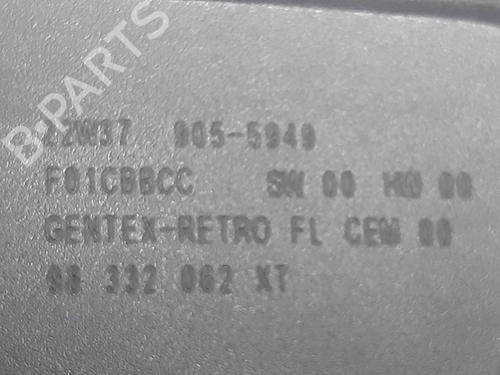 B-PARTS
22W37 905-5949
F01CBBCC SW 00 HW 00
GENTEX-RETRO FL CEM 00
98 332 062 XT